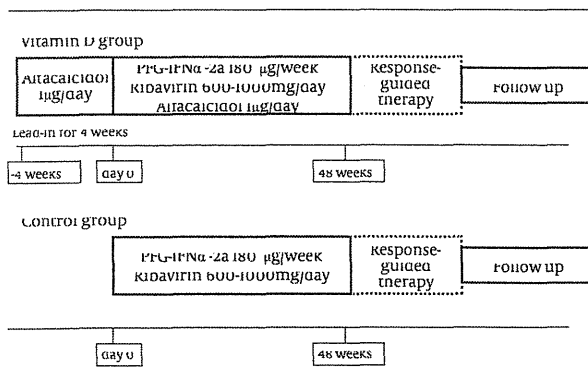 Vitamin D group
Alfacalcidol
1μg/day
PEG-IFNα -2a 180 μg/week
Ribavirin 600-1000mg/day
Alfacalcidol 1μg/day
Response-
guided
therapy
Follow up
Lead-in for 4 weeks
-4 weeks
day 0
48 weeks
Control group
PEG-IFNα -2a 180 μg/week
Ribavirin 600-1000mg/day
Response-
guided
therapy
Follow up
day 0
48 weeks